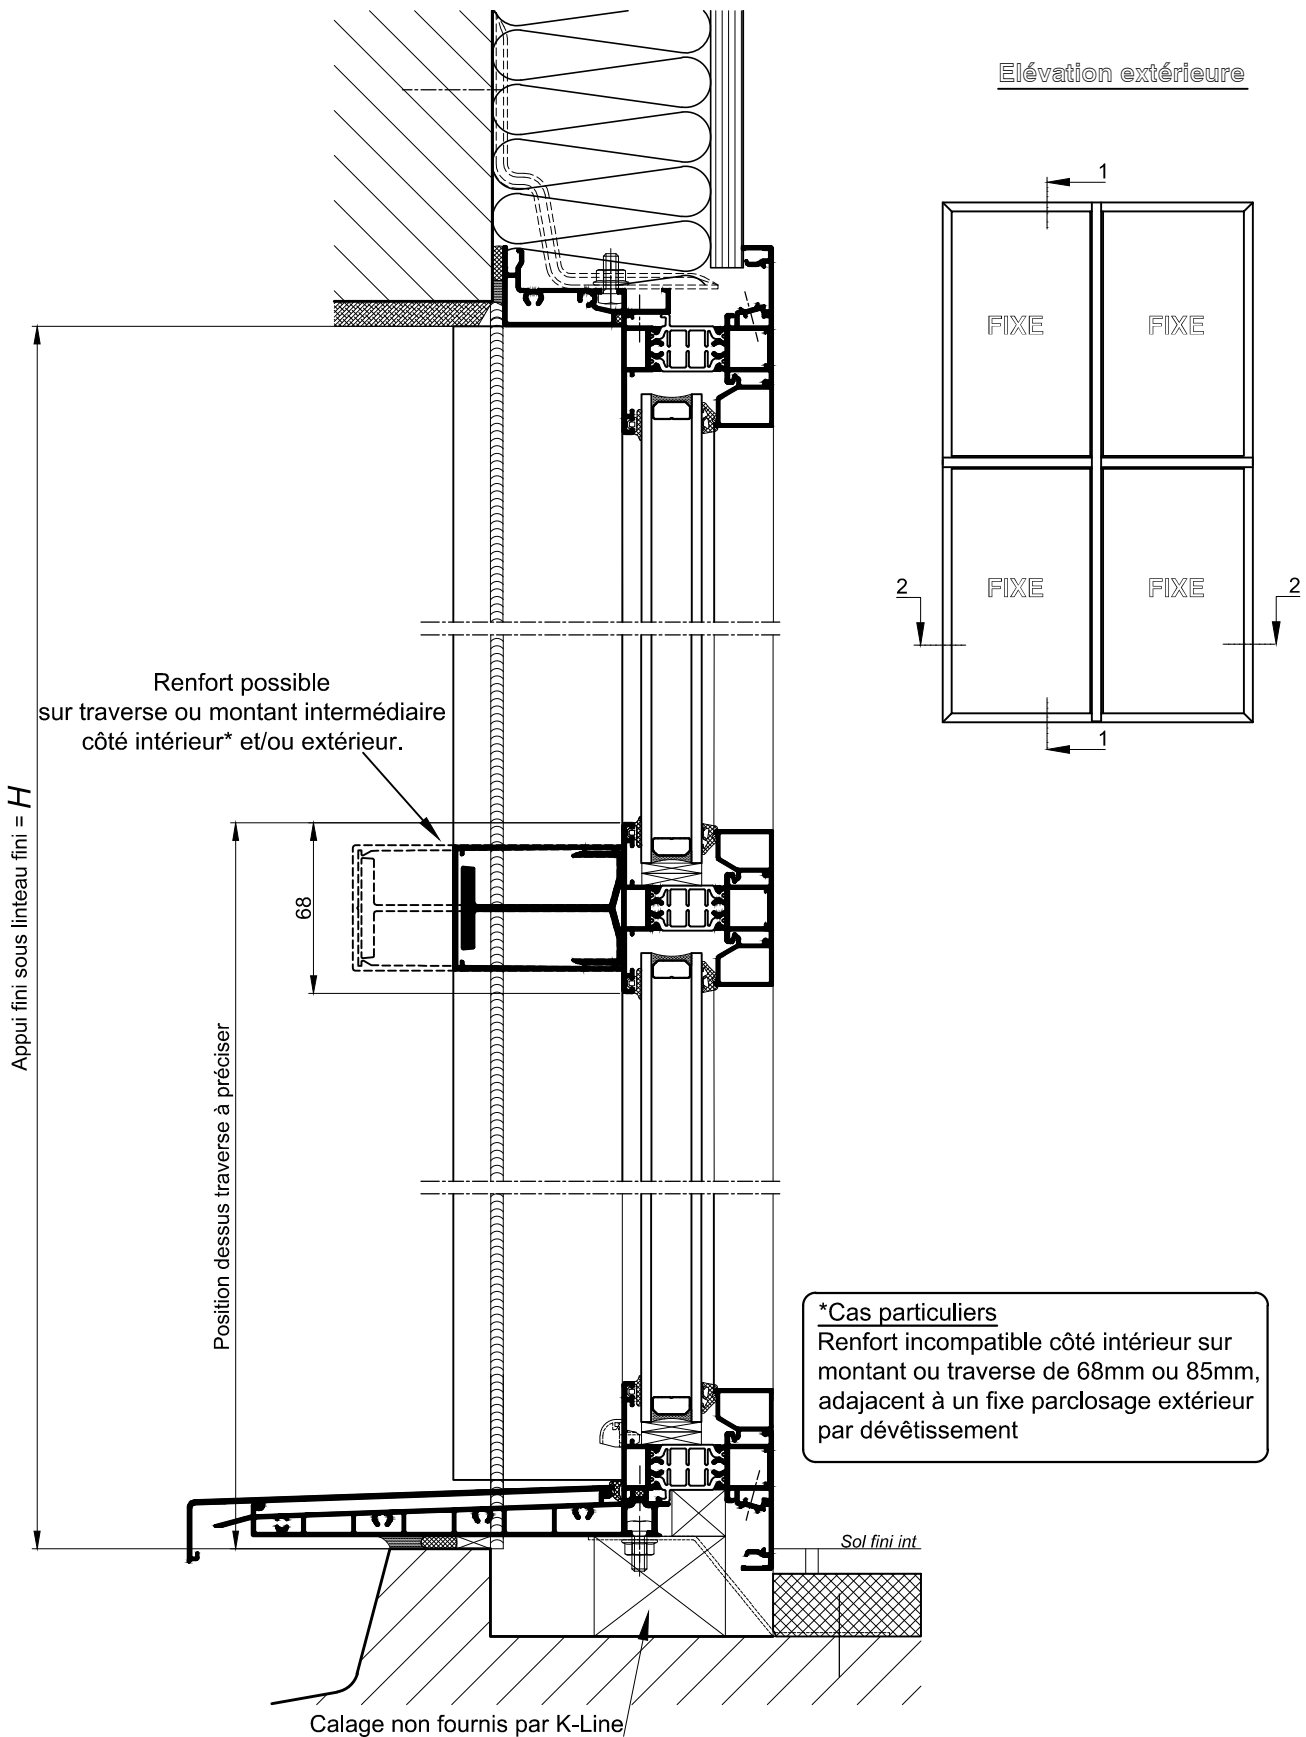 Elévation extérieure
1
FIXE
FIXE
FIXE
FIXE
2
2
1
Renfort possible
sur traverse ou montant intermédiaire
côté intérieur* et/ou extérieur.
Appui fini sous linteau fini = H
68
Position dessus traverse à préciser
*Cas particuliers
Renfort incompatible côté intérieur sur
montant ou traverse de 68mm ou 85mm,
adajacent à un fixe parclosage extérieur
par dévêtissement
Sol fini int
Calage non fournis par K-Line